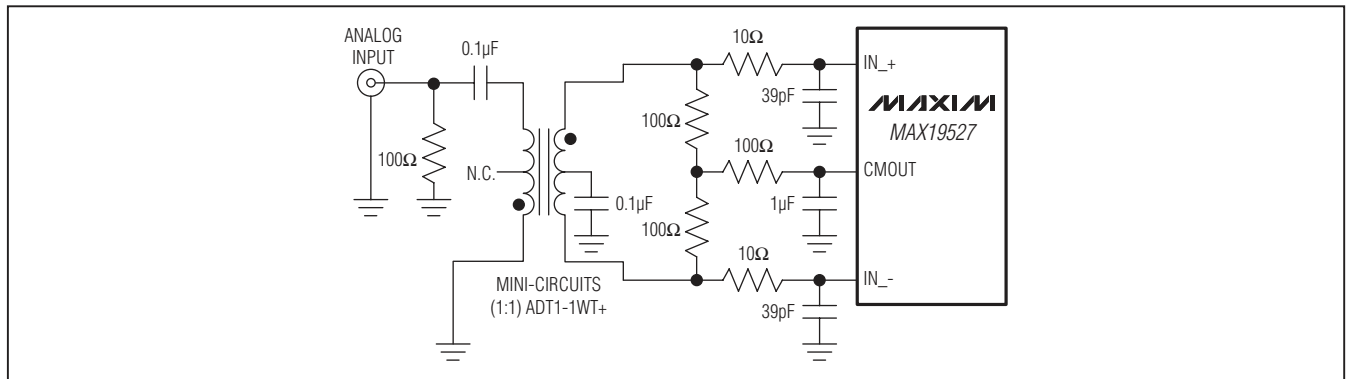 ANALOG
INPUT
0.1µF
100Ω
N.C.
0.1µF
MINI-CIRCUITS
(1:1) ADT1-1WT+
10Ω
39pF
100Ω
100Ω
1µF
100Ω
10Ω
39pF
IN_+
MAXIM
MAX19527
CMOUT
IN_-